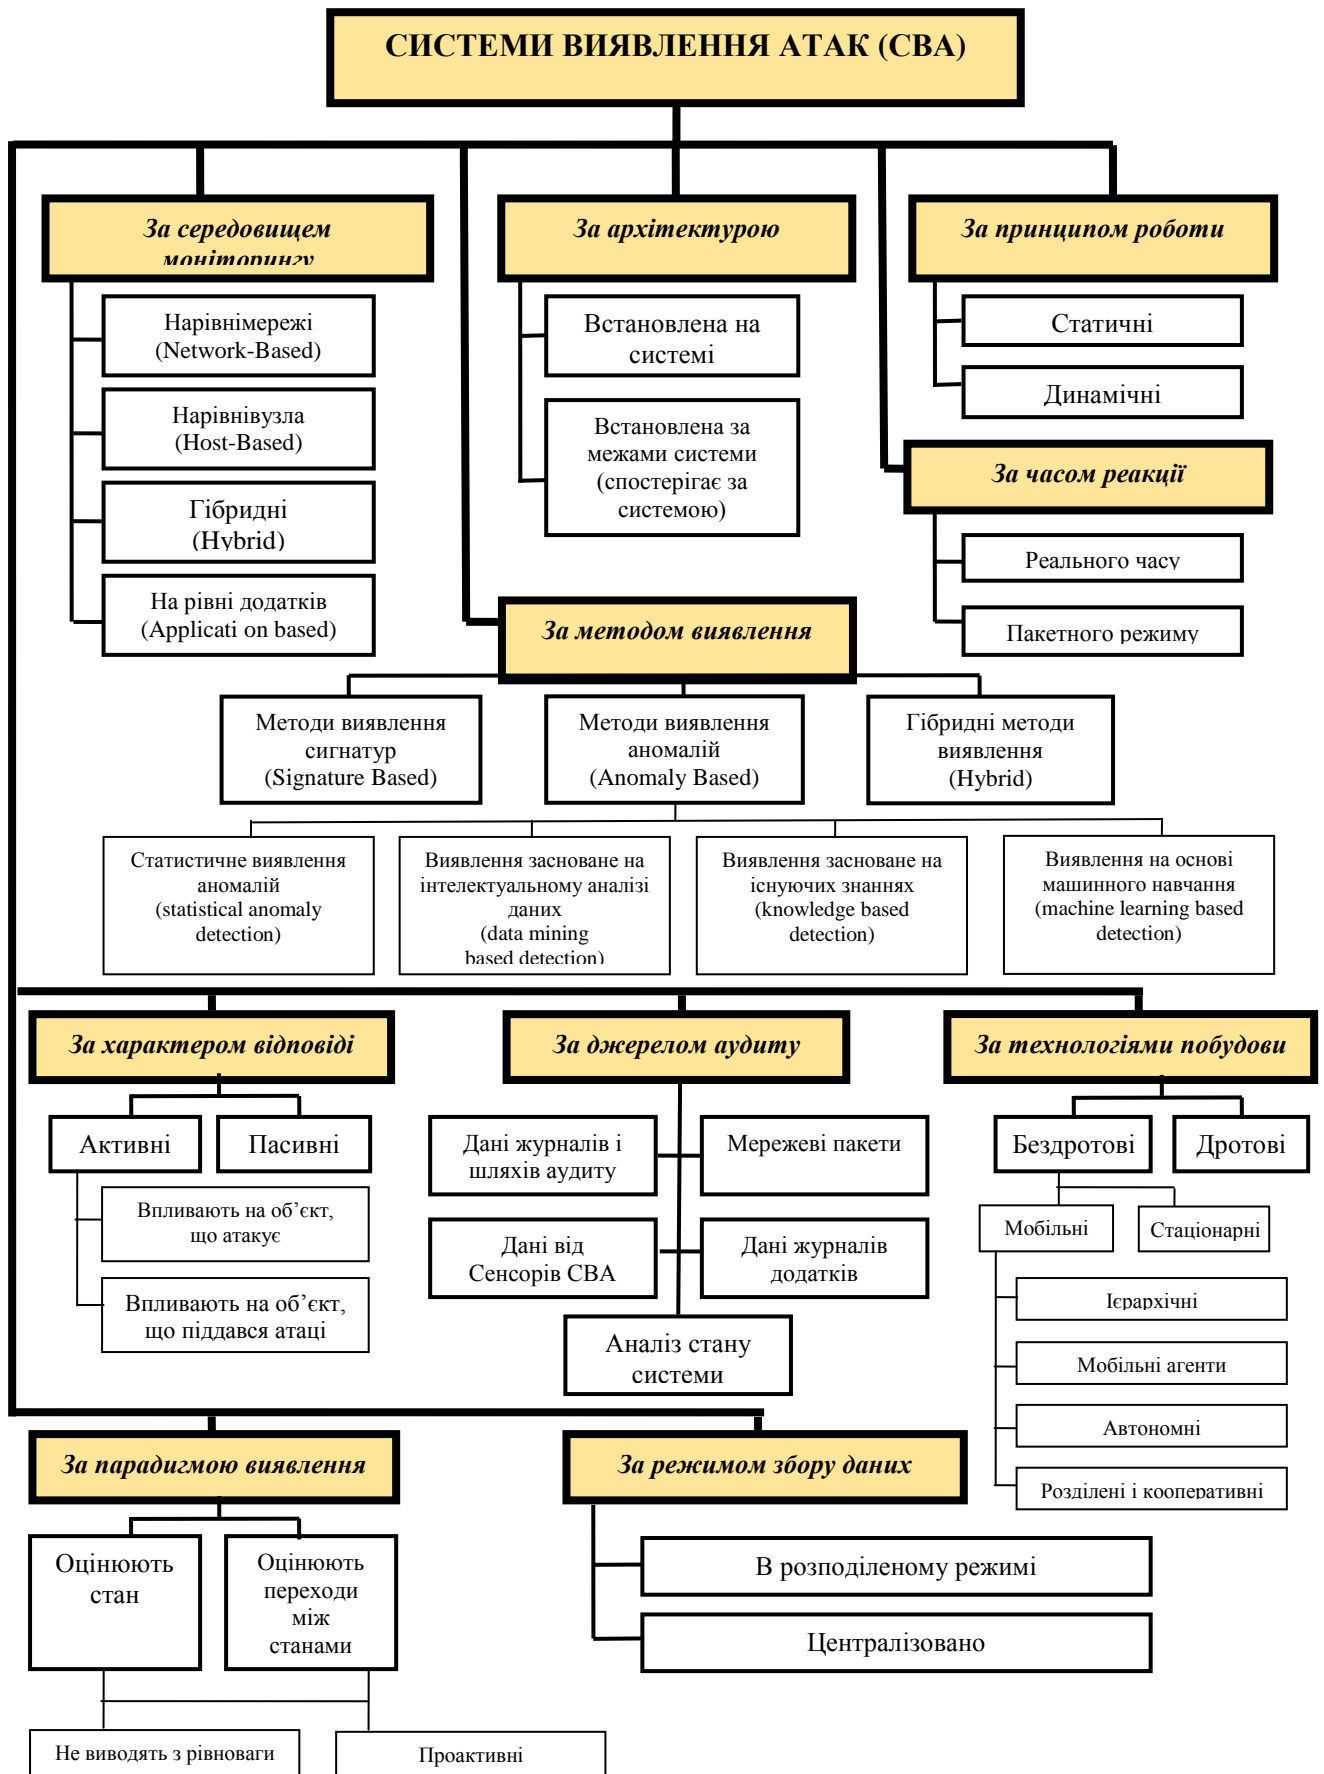 СИСТЕМИ ВИЯВЛЕННЯ АТАК (СВА)
За середовищем
моніторингу
Нарівнімережі
(Network-Based)
Нарівнівузла
(Host-Based)
Гібридні
(Hybrid)
На рівні додатків
(Applicati on based)
За архітектурою
Встановлена на
системі
Встановлена за
межами системи
(спостерігає за
системою)
За принципом роботи
Статичні
Динамічні
За часом реакції
Реального часу
Пакетного режиму
За методом виявлення
Методи виявлення
сигнатур
(Signature Based)
Методи виявлення
аномалій
(Anomaly Based)
Гібридні методи
виявлення
(Hybrid)
Статистичне виявлення
аномалій
(statistical anomaly
detection)
Виявлення засноване на
інтелектуальному аналізі
даних
(data mining
based detection)
Виявлення засноване на
існуючих знаннях
(knowledge based
detection)
Виявлення на основі
машинного навчання
(machine learning based
detection)
За характером відповіді
Активні
Пасивні
Впливають на об’єкт,
що атакує
Впливають на об’єкт,
що піддався атаці
За джерелом аудиту
Дані журналів і
шляхів аудиту
Мережеві пакети
Дані від
Сенсорів СВА
Дані журналів
додатків
Аналіз стану
системи
За технологіями побудови
Бездротові
Дротові
Мобільні
Стаціонарні
Ієрархічні
Мобільні агенти
Автономні
Розділені і кооперативні
За парадигмою виявлення
Оцінюють
стан
Оцінюють
переходи
між
станами
Не виводять з рівноваги
Проактивні
За режимом збору даних
В розподіленому режимі
Централізовано